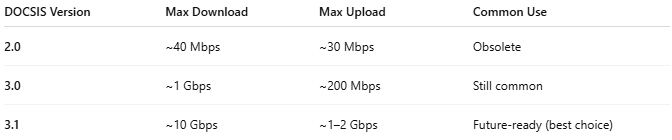 DOCSIS Version Max Download Max Upload Common Use
2.0 ~40 Mbps ~30 Mbps Obsolete
3.0 ~1 Gbps ~200 Mbps Still common
3.1 ~10 Gbps ~1–2 Gbps Future-ready (best choice)